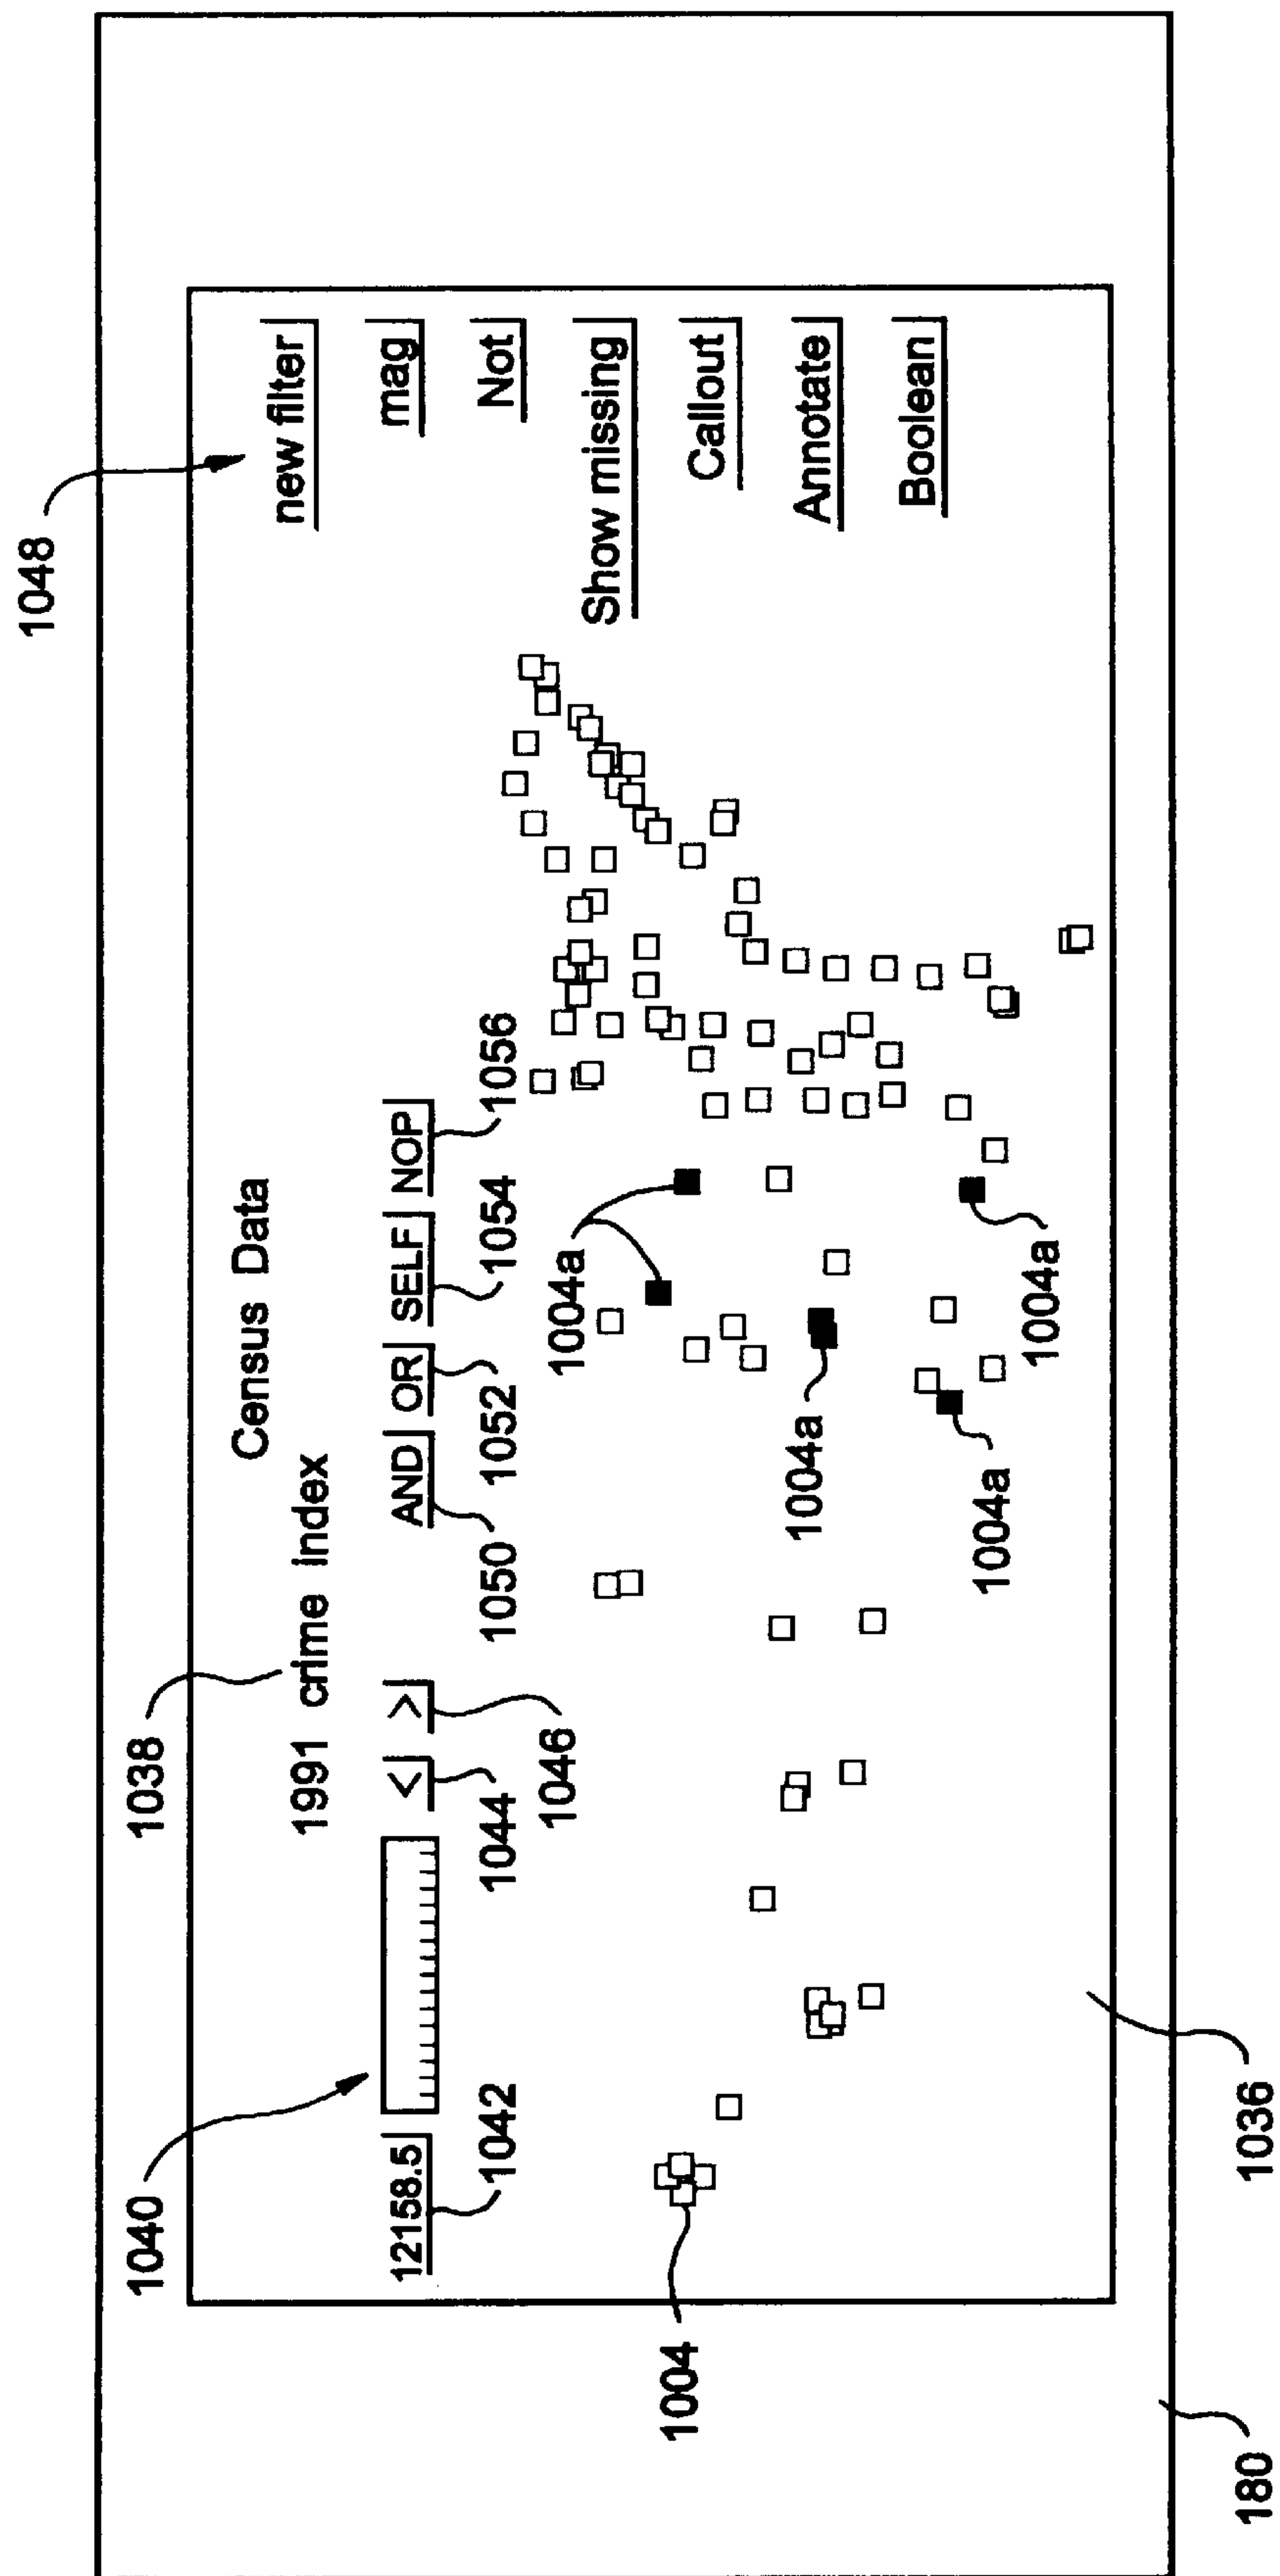 1048
Census Data
1038
1991 crime index
new filter
1040
12158.5
<
>
AND
OR
SELF
NOP
mag
1042
1044
1046
1050
1052
1054
1056
Not
1004a
Show missing
1004
Callout
1004a
Annotate
1004a
1004a
Boolean
1036
180